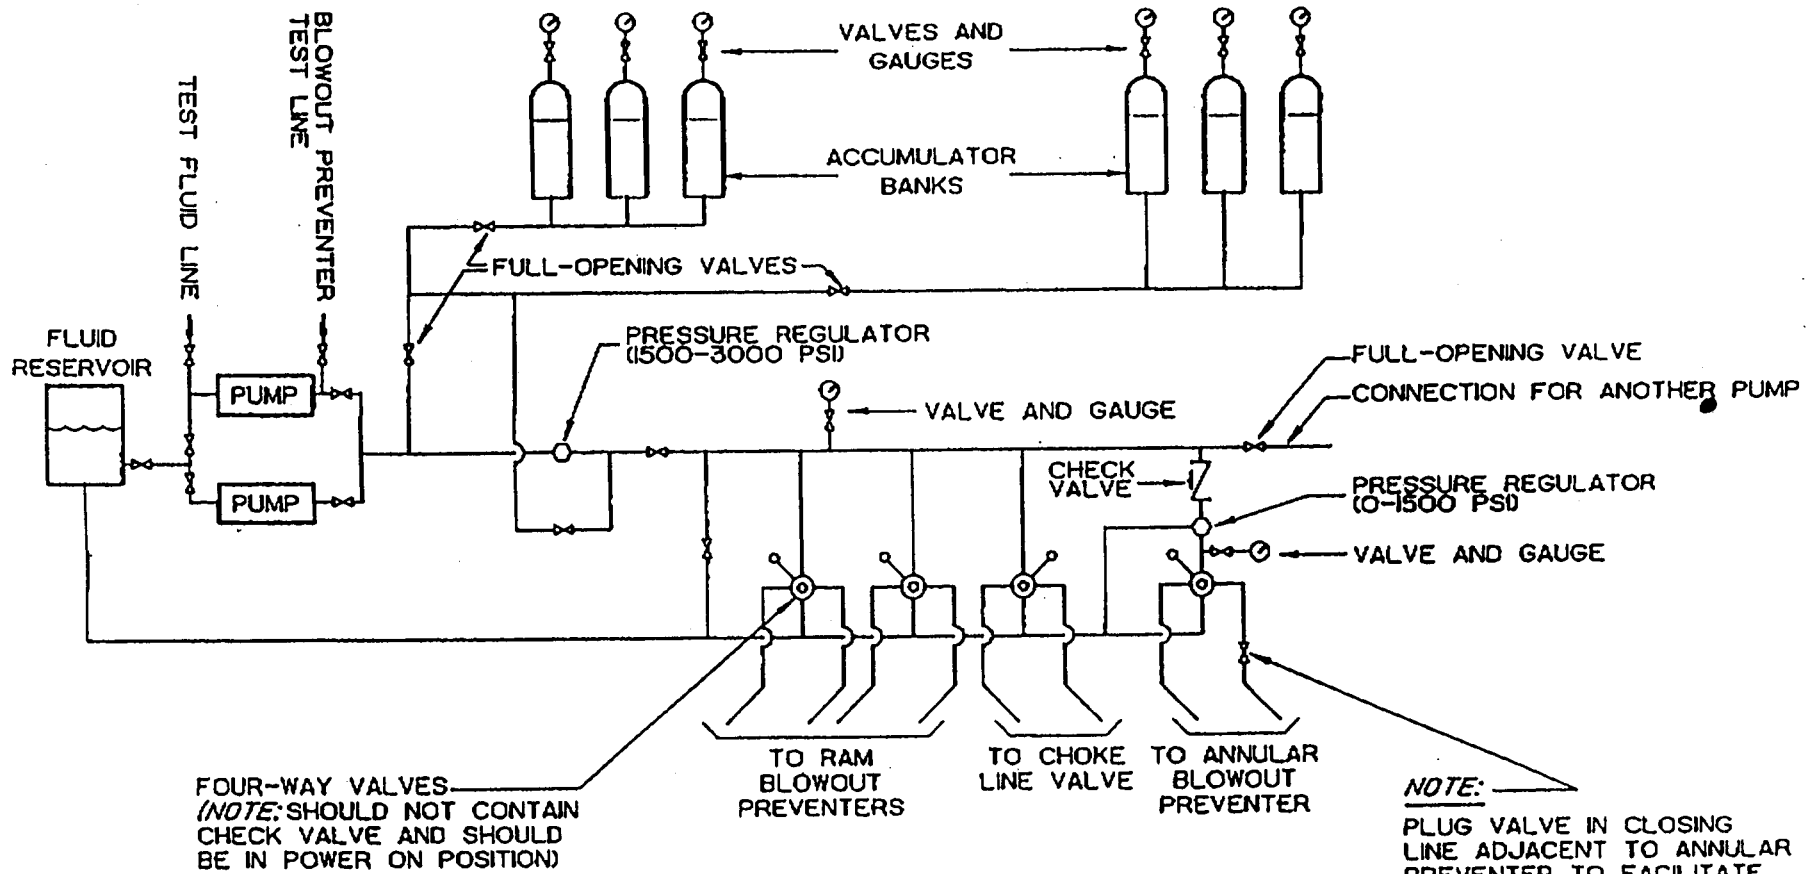 BLOWOUT PREVENTER
TEST LINE
TEST FLUID LINE
VALVES AND
GAUGES
ACCUMULATOR
BANKS
FULL-OPENING VALVES
FLUID
RESERVOIR
PUMP
PUMP
PRESSURE REGULATOR
(1500-3000 PSI)
VALVE AND GAUGE
FULL-OPENING VALVE
CONNECTION FOR ANOTHER PUMP
CHECK
VALVE
PRESSURE REGULATOR
(0-1500 PSI)
VALVE AND GAUGE
TO RAM
BLOWOUT
PREVENTERS
TO CHOKE
LINE VALVE
TO ANNULAR
BLOWOUT
PREVENTER
FOUR-WAY VALVES
(NOTE: SHOULD NOT CONTAIN
CHECK VALVE AND SHOULD
BE IN POWER ON POSITION)
NOTE:
PLUG VALVE IN CLOSING
LINE ADJACENT TO ANNULAR
PREVENTER TO FACILITATE